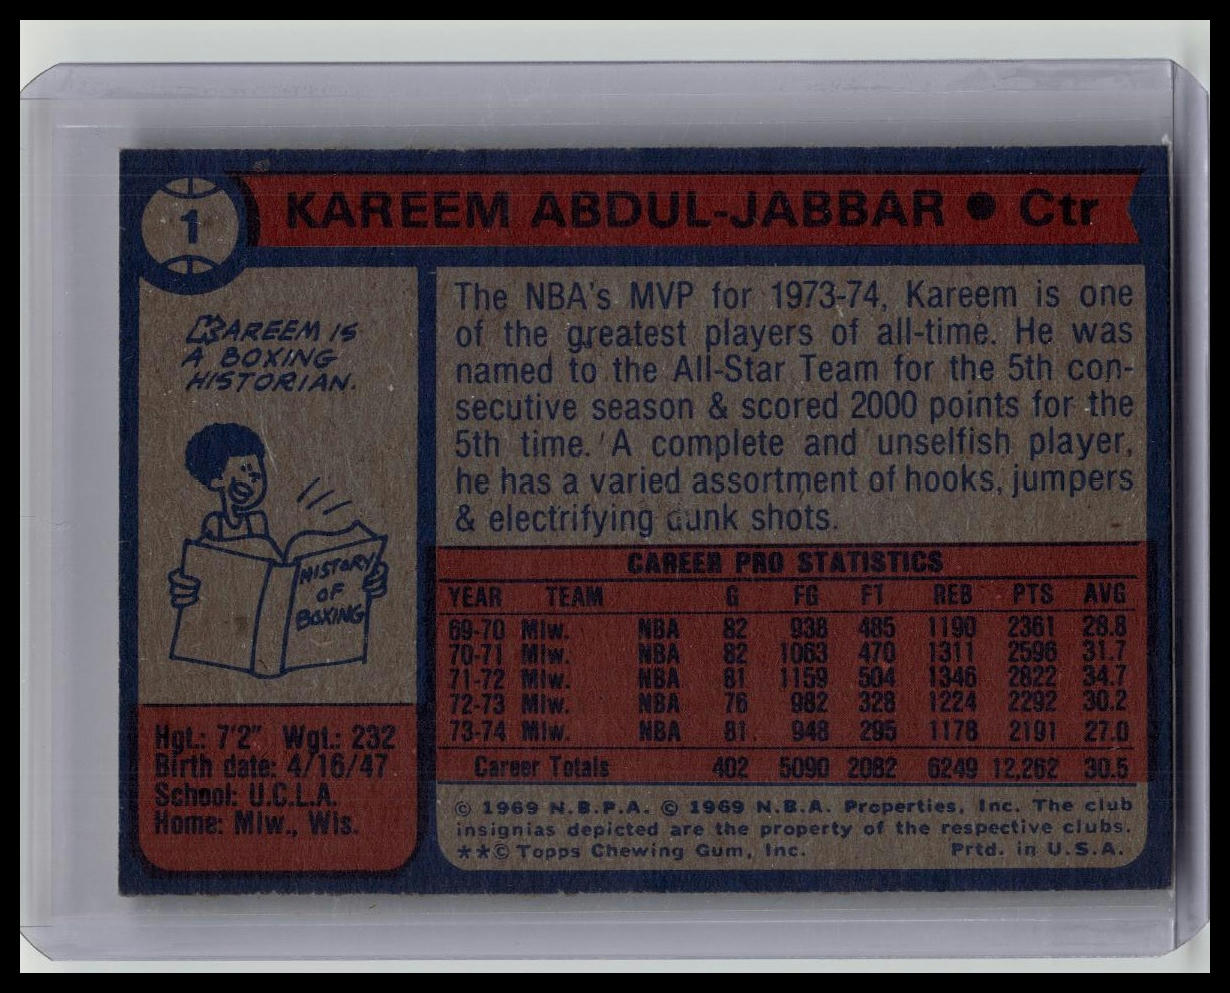 1
KAREEM ABDUL-JABBAR ● Ctr
KAREEM IS
A BOXING
HISTORIAN.
HISTORY
OF
BOXING
Hgt.: 7'2" Wgt.: 232
Birth date: 4/16/47
School: U.C.L.A.
Home: Mlw., Wis.
The NBA's MVP for 1973-74, Kareem is one
of the greatest players of all-time. He was
named to the All-Star Team for the 5th con-
secutive season & scored 2000 points for the
5th time. A complete and unselfish player,
he has a varied assortment of hooks, jumpers
& electrifying dunk shots.
CAREER PRO STATISTICS
YEAR TEAM G FG FT REB PTS AVG
69-70 Mlw. NBA 82 938 485 1190 2361 28.8
70-71 Mlw. NBA 82 1063 470 1311 2596 31.7
71-72 Mlw. NBA 81 1159 504 1346 2822 34.7
72-73 Mlw. NBA 76 982 328 1224 2292 30.2
73-74 Mlw. NBA 81 948 295 1178 2191 27.0
Career Totals 402 5090 2082 6249 12,262 30.5
© 1969 N.B.P.A. © 1969 N.B.A. Properties, Inc. The club
insignias depicted are the property of the respective clubs.
**© Topps Chewing Gum, Inc. Prtd. in U.S.A.